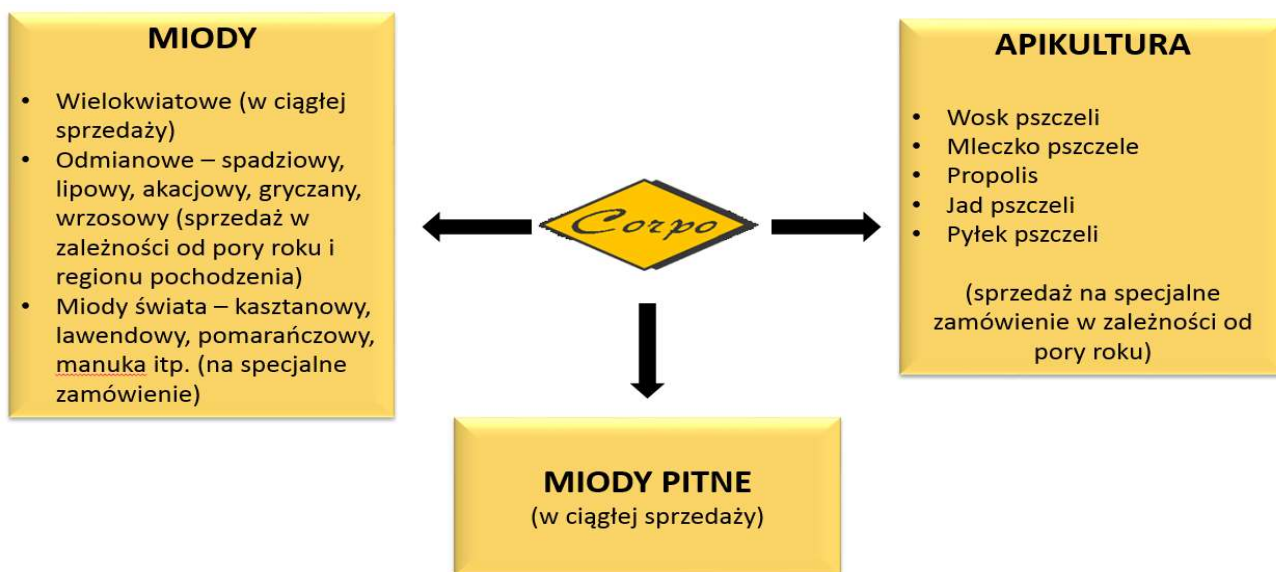 MIODY
• Wielokwiatowe (w ciągłej
sprzedaży)
• Odmianowe – spadziowy,
lipowy, akacjowy, gryczany,
wrzosowy (sprzedaż w
zależności od pory roku i
regionu pochodzenia)
• Miody świata – kasztanowy,
lawendowy, pomarańczowy,
manuka itp. (na specjalne
zamówienie)
Corpo
APIKULTURA
• Wosk pszczeli
• Mleczko pszczele
• Propolis
• Jad pszczeli
• Pyłek pszczeli
(sprzedaż na specjalne
zamówienie w zależności od
pory roku)
MIODY PITNE
(w ciągłej sprzedaży)